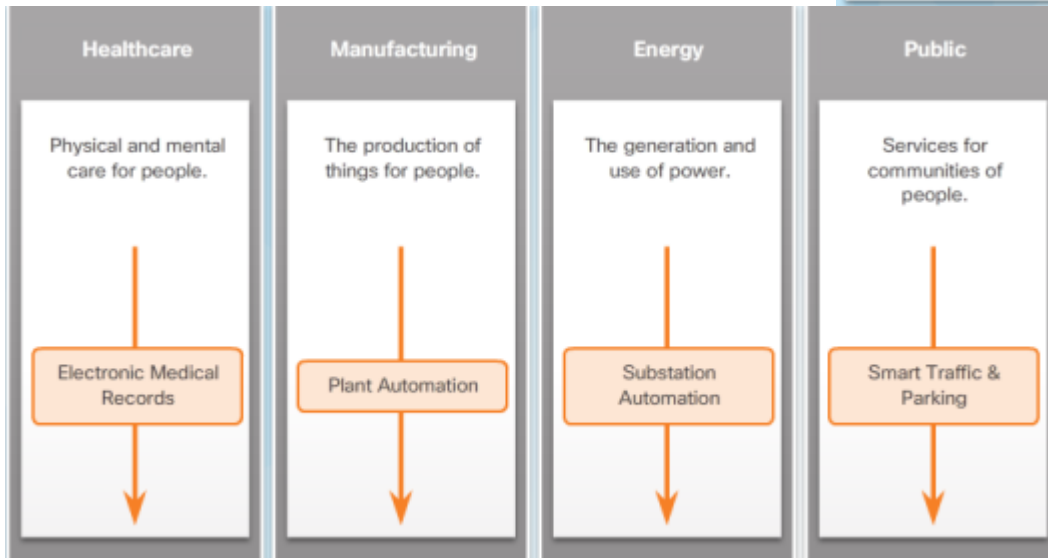 Healthcare
Physical and mental
care for people.
Electronic Medical
Records
Manufacturing
The production of
things for people.
Plant Automation
Energy
The generation and
use of power.
Substation
Automation
Public
Services for
communities of
people.
Smart Traffic &
Parking